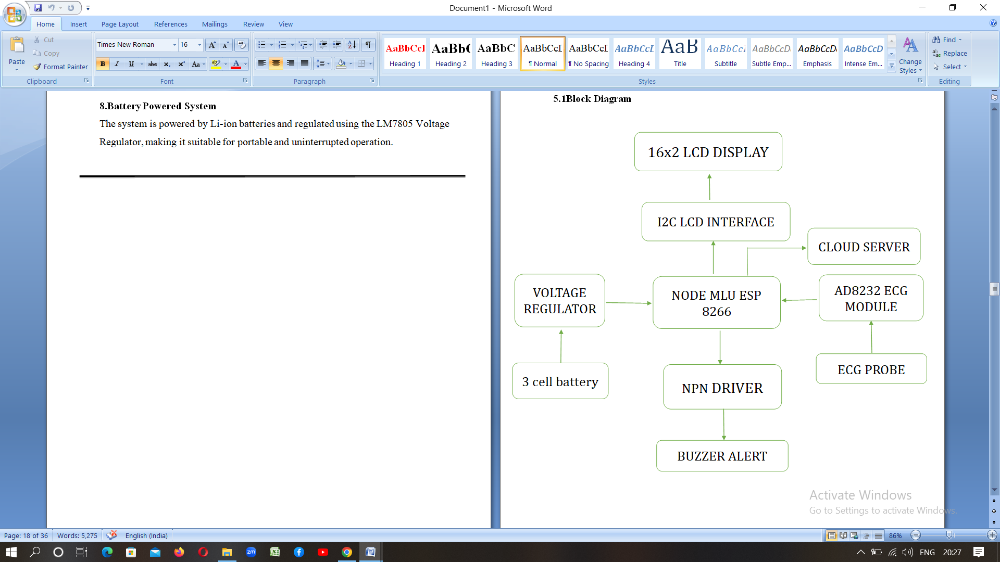 Document1 - Microsoft Word
Home Insert Page Layout References Mailings Review View
Paste
Cut
Copy
Format Painter
Clipboard
Times New Roman 16
Font
Paragraph
AaBbCcI AaBbC AaBbC AaBbCcI AaBbCcI AaBbCcI AaB AaBbCcI AaBbCcD AaBbCcD AaBbCcD
Heading 1 Heading 2 Heading 3 ¶ Normal ¶ No Spacing Heading 4 Title Subtitle Subtle Emp... Emphasis Intense Em...
Change
Styles
Styles
Find
Replace
Select
Editing
8.Battery Powered System
The system is powered by Li-ion batteries and regulated using the LM7805 Voltage
Regulator, making it suitable for portable and uninterrupted operation.
5.1Block Diagram
16x2 LCD DISPLAY
I2C LCD INTERFACE
CLOUD SERVER
VOLTAGE
REGULATOR
NODE MLU ESP
8266
AD8232 ECG
MODULE
3 cell battery
NPN DRIVER
ECG PROBE
BUZZER ALERT
Activate Windows
Go to Settings to activate Windows.
Page: 18 of 36 Words: 5,275 English (India) 86%
zm ENG 20:27